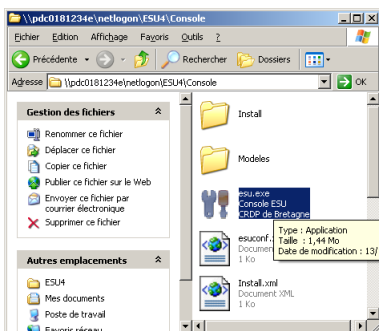 \\pdc0181234e\netlogon\ESU4\Console
Fichier Edition Affichage Favoris Outils ?
Précédente Rechercher Dossiers
Adresse \\pdc0181234e\netlogon\ESU4\Console OK
Gestion des fichiers
Renommer ce fichier
Déplacer ce fichier
Copier ce fichier
Publier ce fichier sur le Web
Envoyer ce fichier par
courrier électronique
Supprimer ce fichier
Autres emplacements
ESU4
Mes documents
Poste de travail
Favoris réseau
Install
Modeles
esu.exe
Console ESU
CRDP de Bretagne
Type : Application
Taille : 1,44 Mo
Date de modification : 13/
esuconf.
Document
1 Ko
Install.xml
Document XML
1 Ko